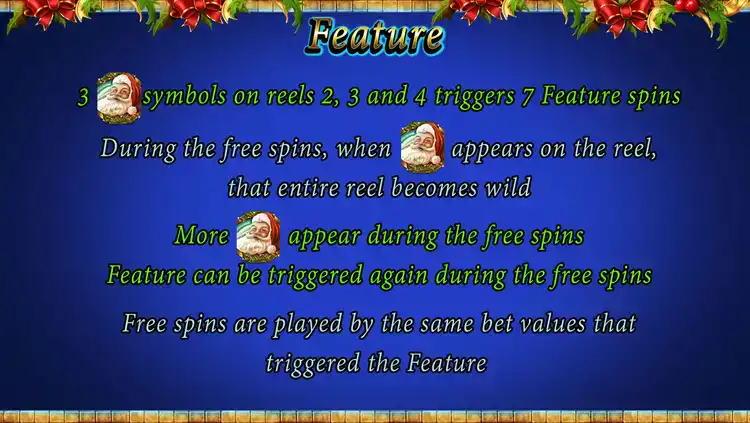 Feature
3 symbols on reels 2, 3 and 4 triggers 7 Feature spins
During the free spins, when appears on the reel,
that entire reel becomes wild
More appear during the free spins
Feature can be triggered again during the free spins
Free spins are played by the same bet values that
triggered the Feature